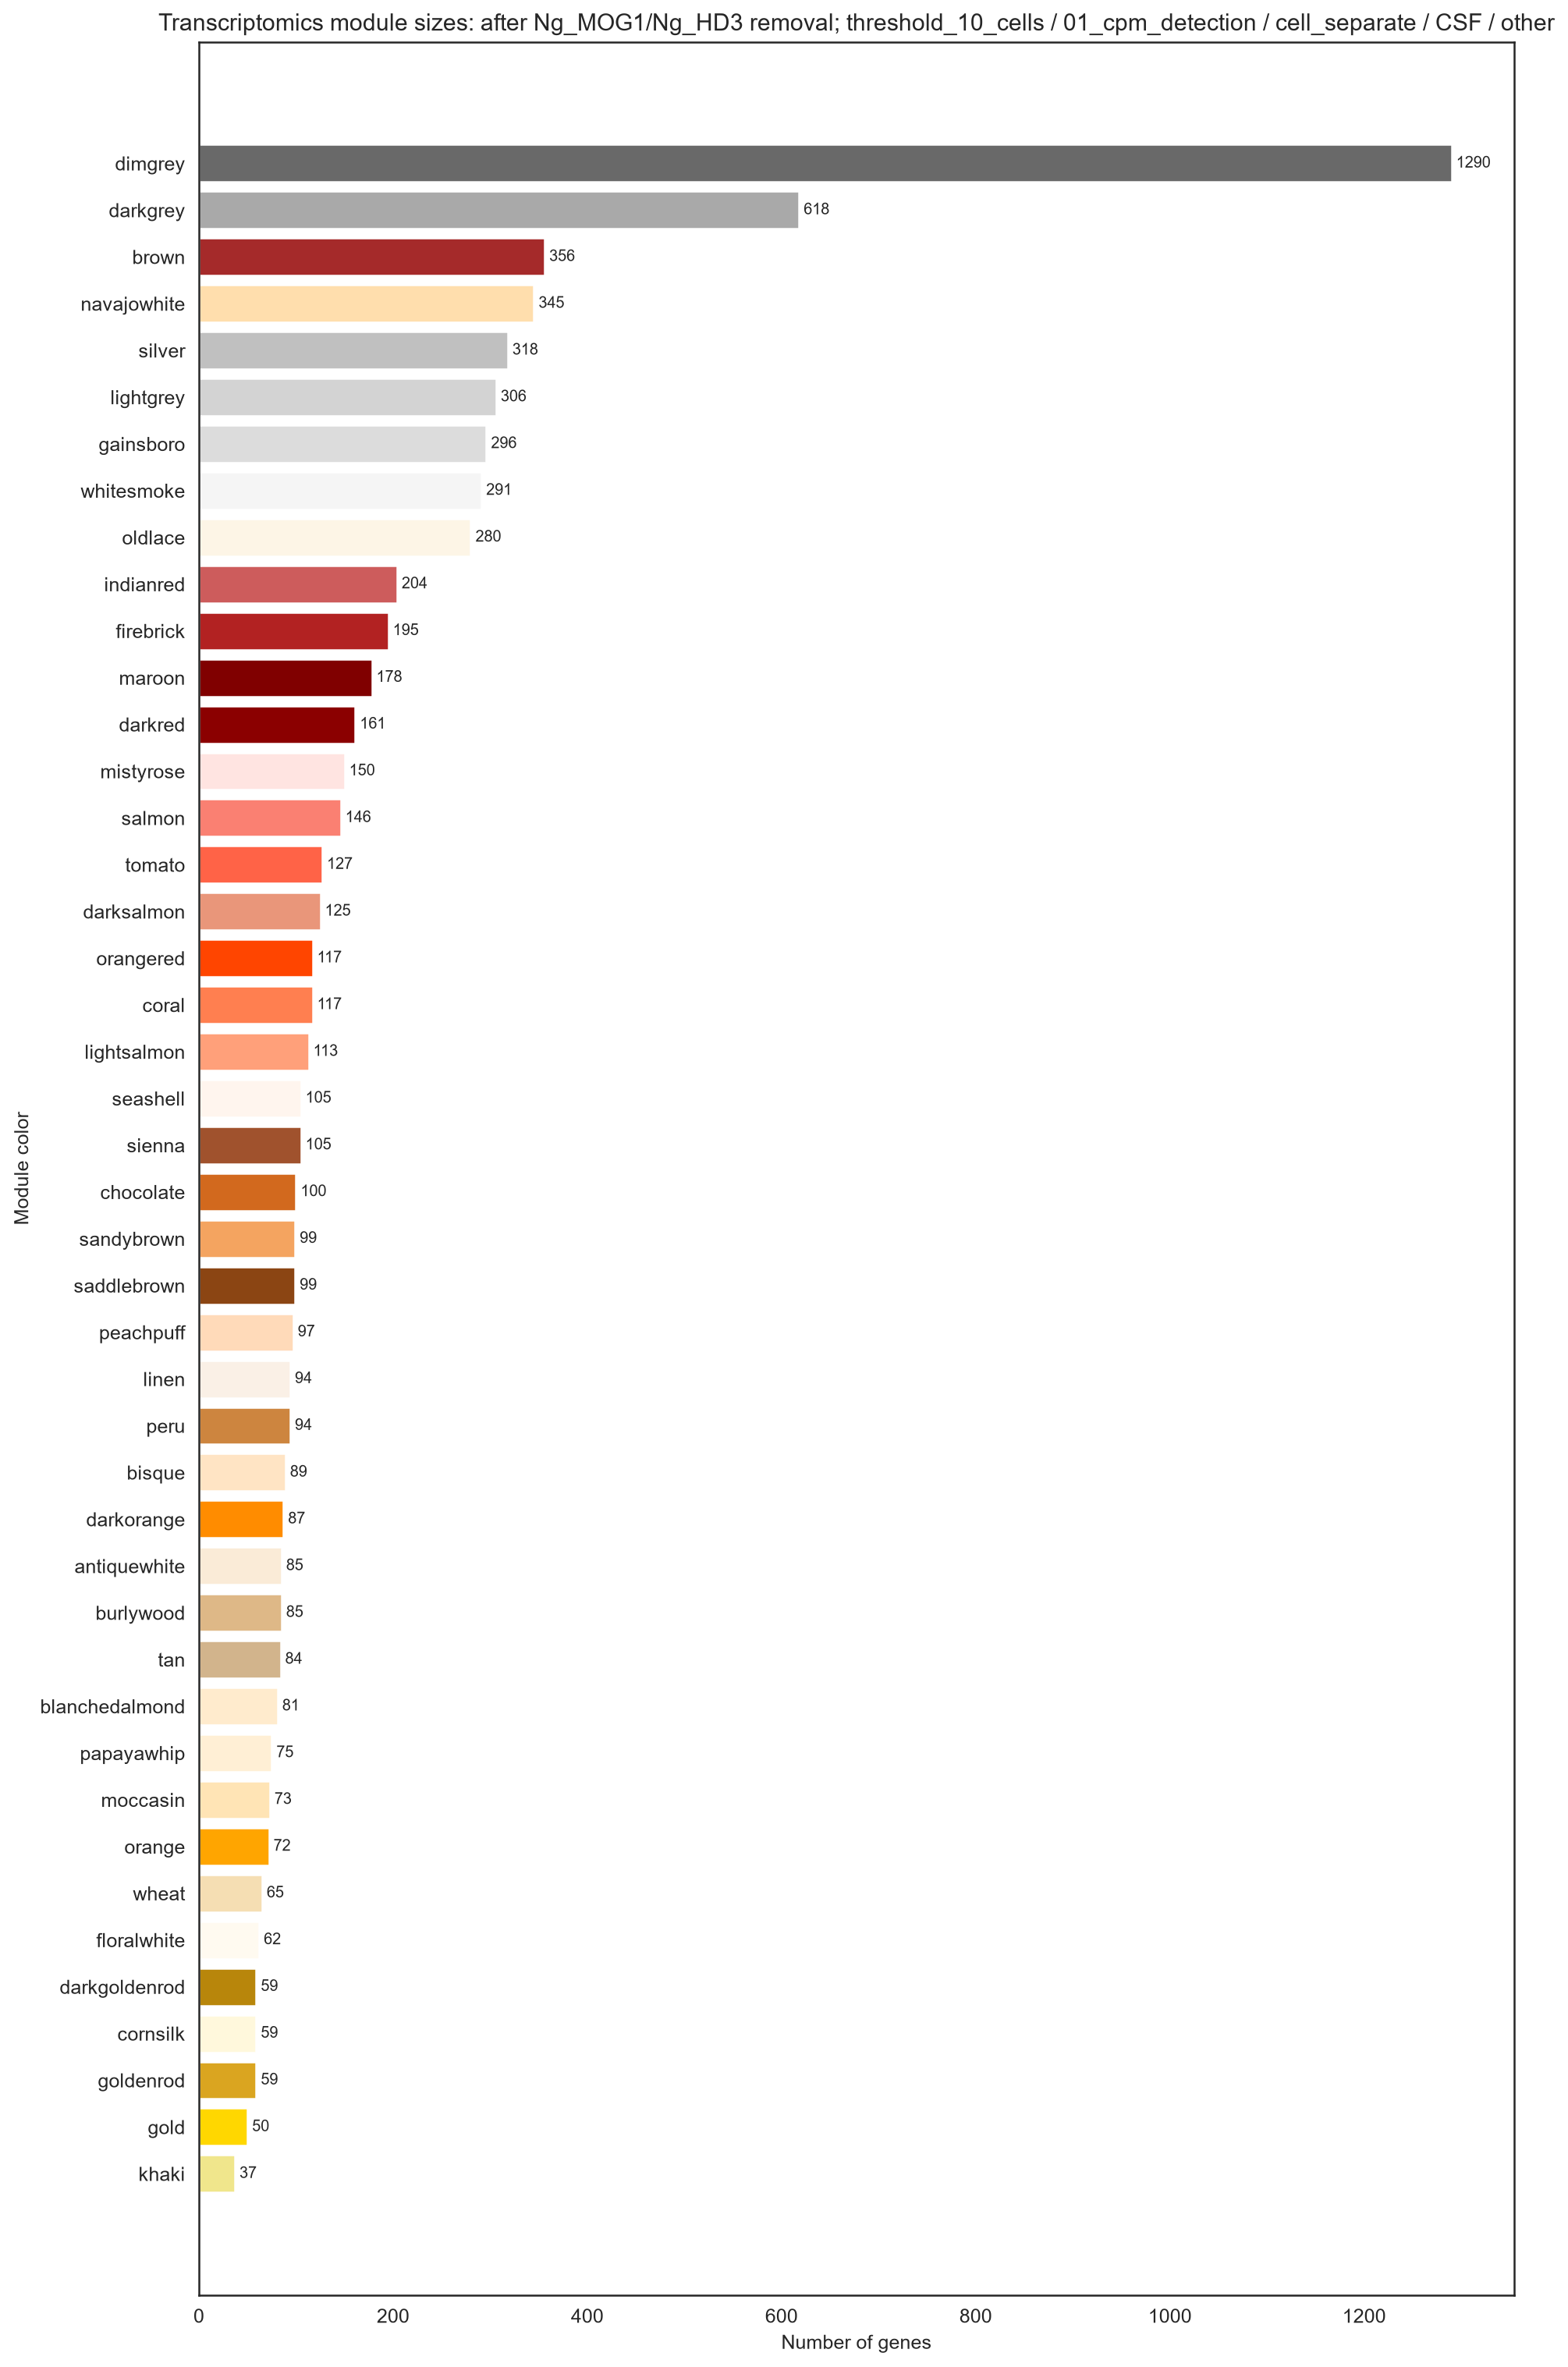 Transcriptomics module sizes: after Ng_MOG1/Ng_HD3 removal; threshold_10_cells / 01_cpm_detection / cell_separate / CSF / other
dimgrey 1290
darkgrey 618
brown 356
navajowhite 345
silver 318
lightgrey 306
gainsboro 296
whitesmoke 291
oldlace 280
indianred 204
firebrick 195
maroon 178
darkred 161
mistyrose 150
salmon 146
tomato 127
darksalmon 125
orangered 117
coral 117
lightsalmon 113
seashell 105
sienna 105
chocolate 100
sandybrown 99
saddlebrown 99
peachpuff 97
linen 94
peru 94
bisque 89
darkorange 87
antiquewhite 85
burlywood 85
tan 84
blanchedalmond 81
papayawhip 75
moccasin 73
orange 72
wheat 65
floralwhite 62
darkgoldenrod 59
cornsilk 59
goldenrod 59
gold 50
khaki 37
Module color
0 200 400 600 800 1000 1200
Number of genes